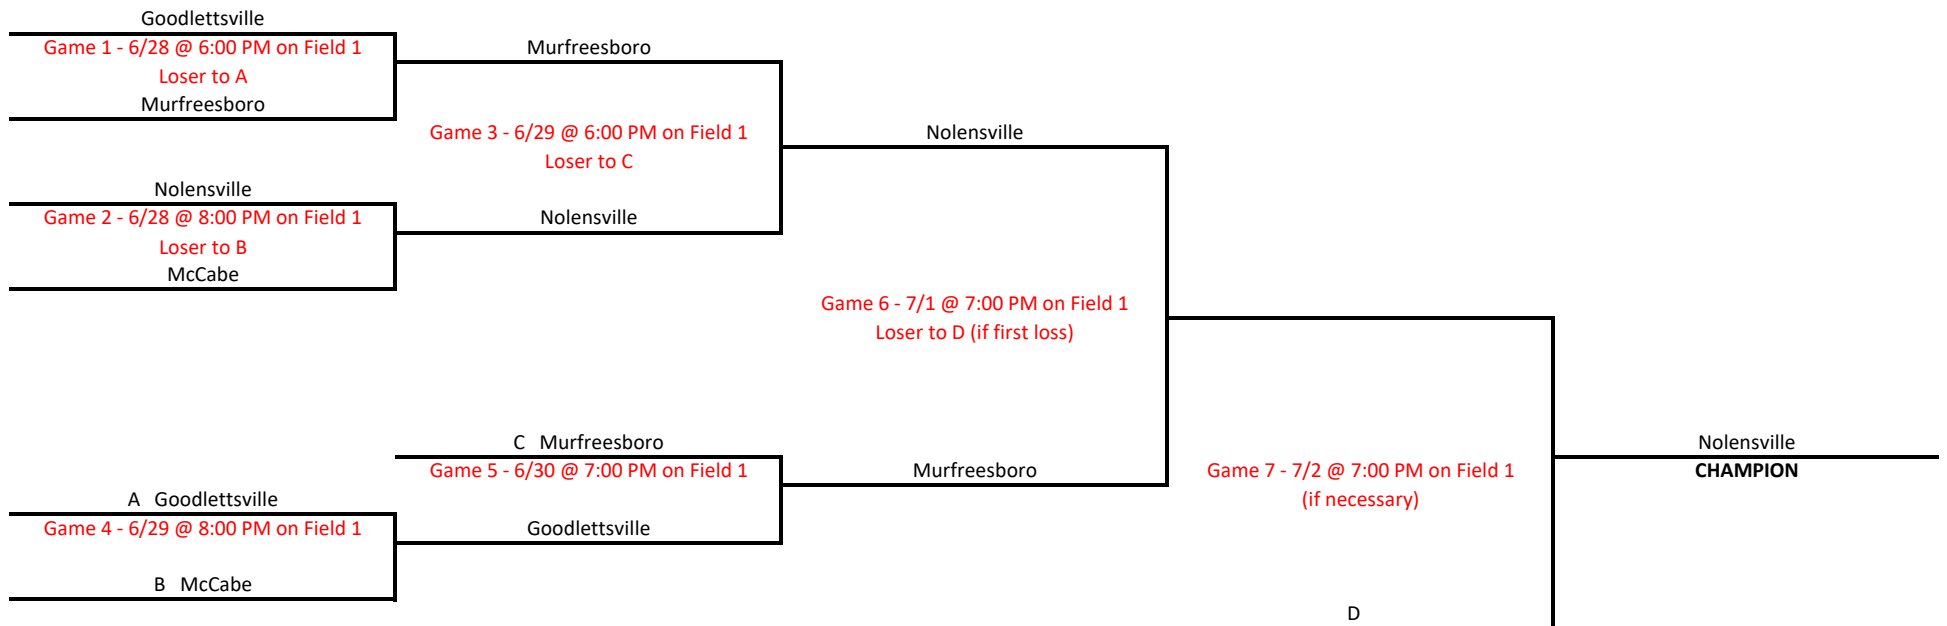 Goodlettsville
Game 1 - 6/28 @ 6:00 PM on Field 1
Loser to A
Murfreesboro
Murfreesboro
Game 3 - 6/29 @ 6:00 PM on Field 1
Loser to C
Nolensville
Nolensville
Game 2 - 6/28 @ 8:00 PM on Field 1
Loser to B
McCabe
Nolensville
Game 6 - 7/1 @ 7:00 PM on Field 1
Loser to D (if first loss)
C Murfreesboro
Game 5 - 6/30 @ 7:00 PM on Field 1
Murfreesboro
A Goodlettsville
Game 4 - 6/29 @ 8:00 PM on Field 1
Goodlettsville
B McCabe
Game 7 - 7/2 @ 7:00 PM on Field 1
(if necessary)
D
Nolensville
CHAMPION